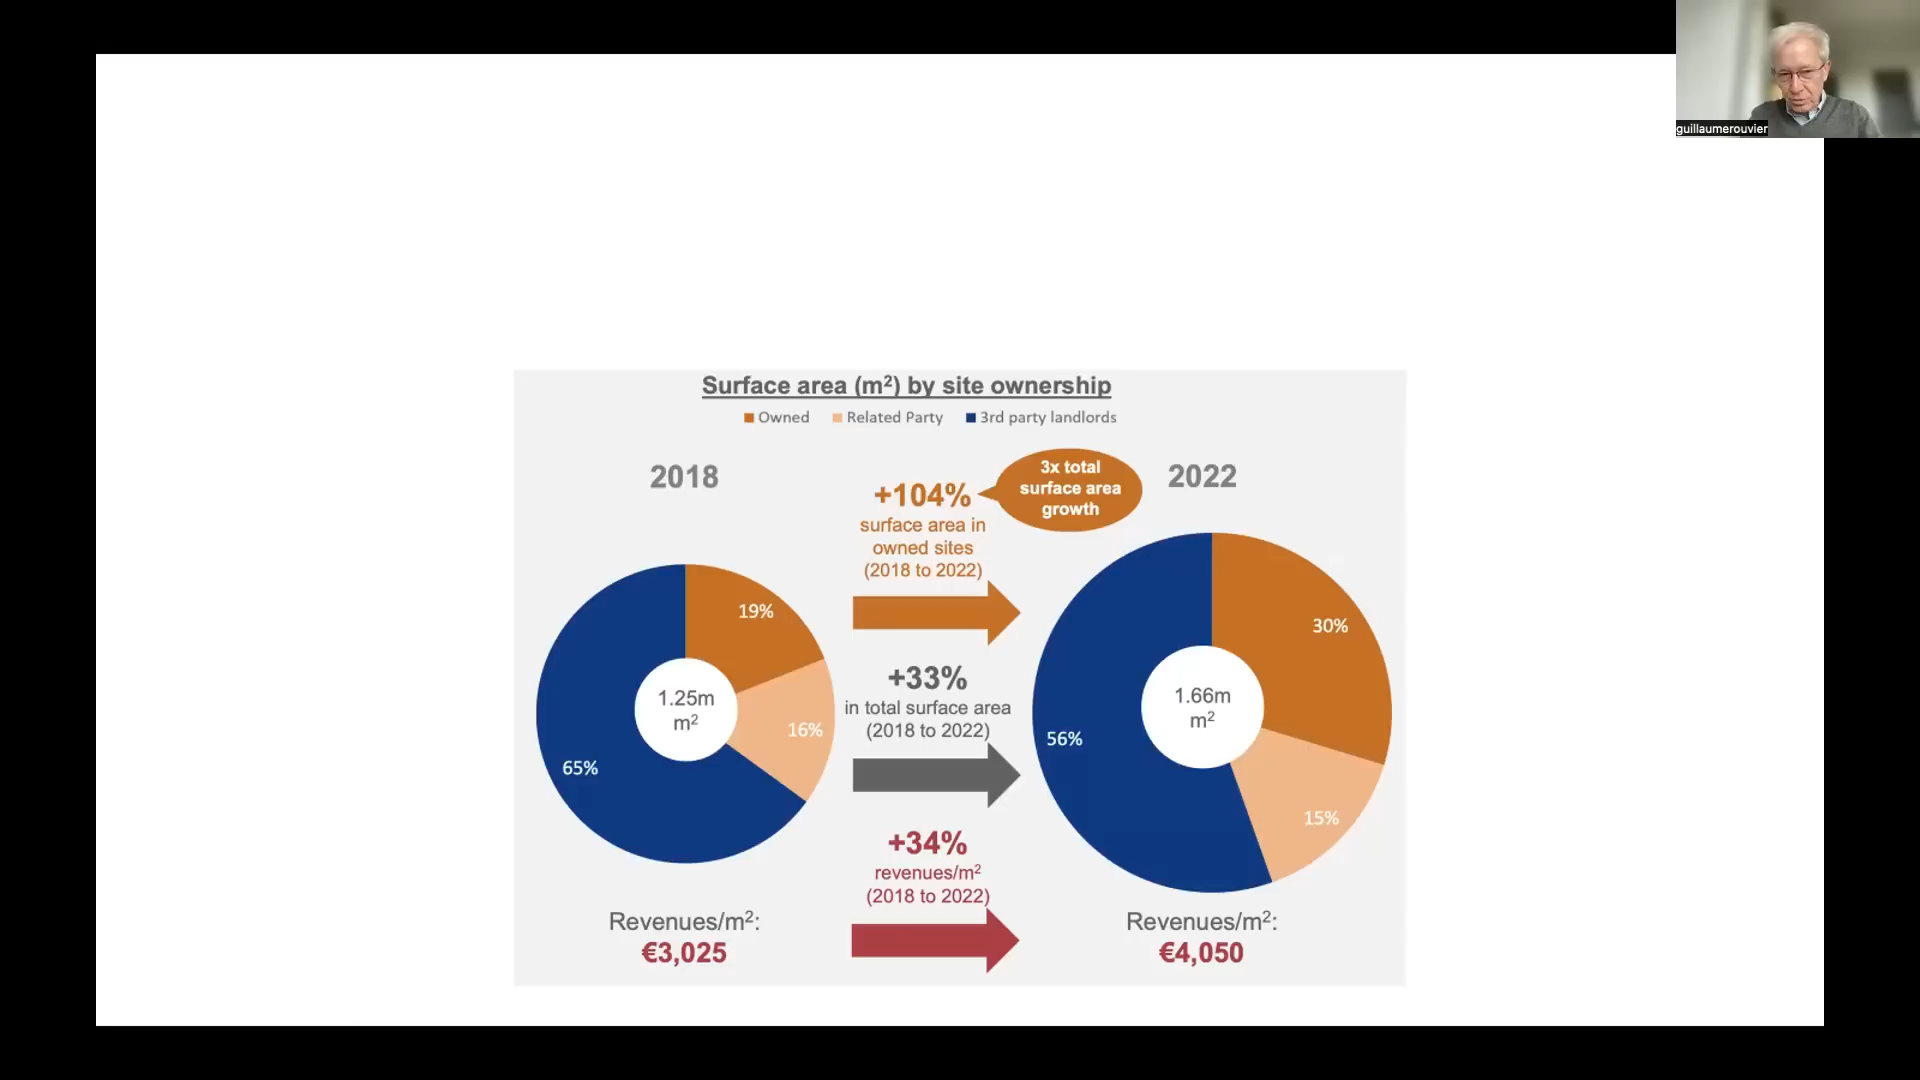 guillaumerouvier
Surface area (m²) by site ownership
Owned Related Party 3rd party landlords
2018
+104%
surface area in
owned sites
(2018 to 2022)
3x total
surface area
growth
2022
19%
16%
65%
1.25m
m²
+33%
in total surface area
(2018 to 2022)
30%
15%
56%
1.66m
m²
+34%
revenues/m²
(2018 to 2022)
Revenues/m²:
€3,025
Revenues/m²:
€4,050